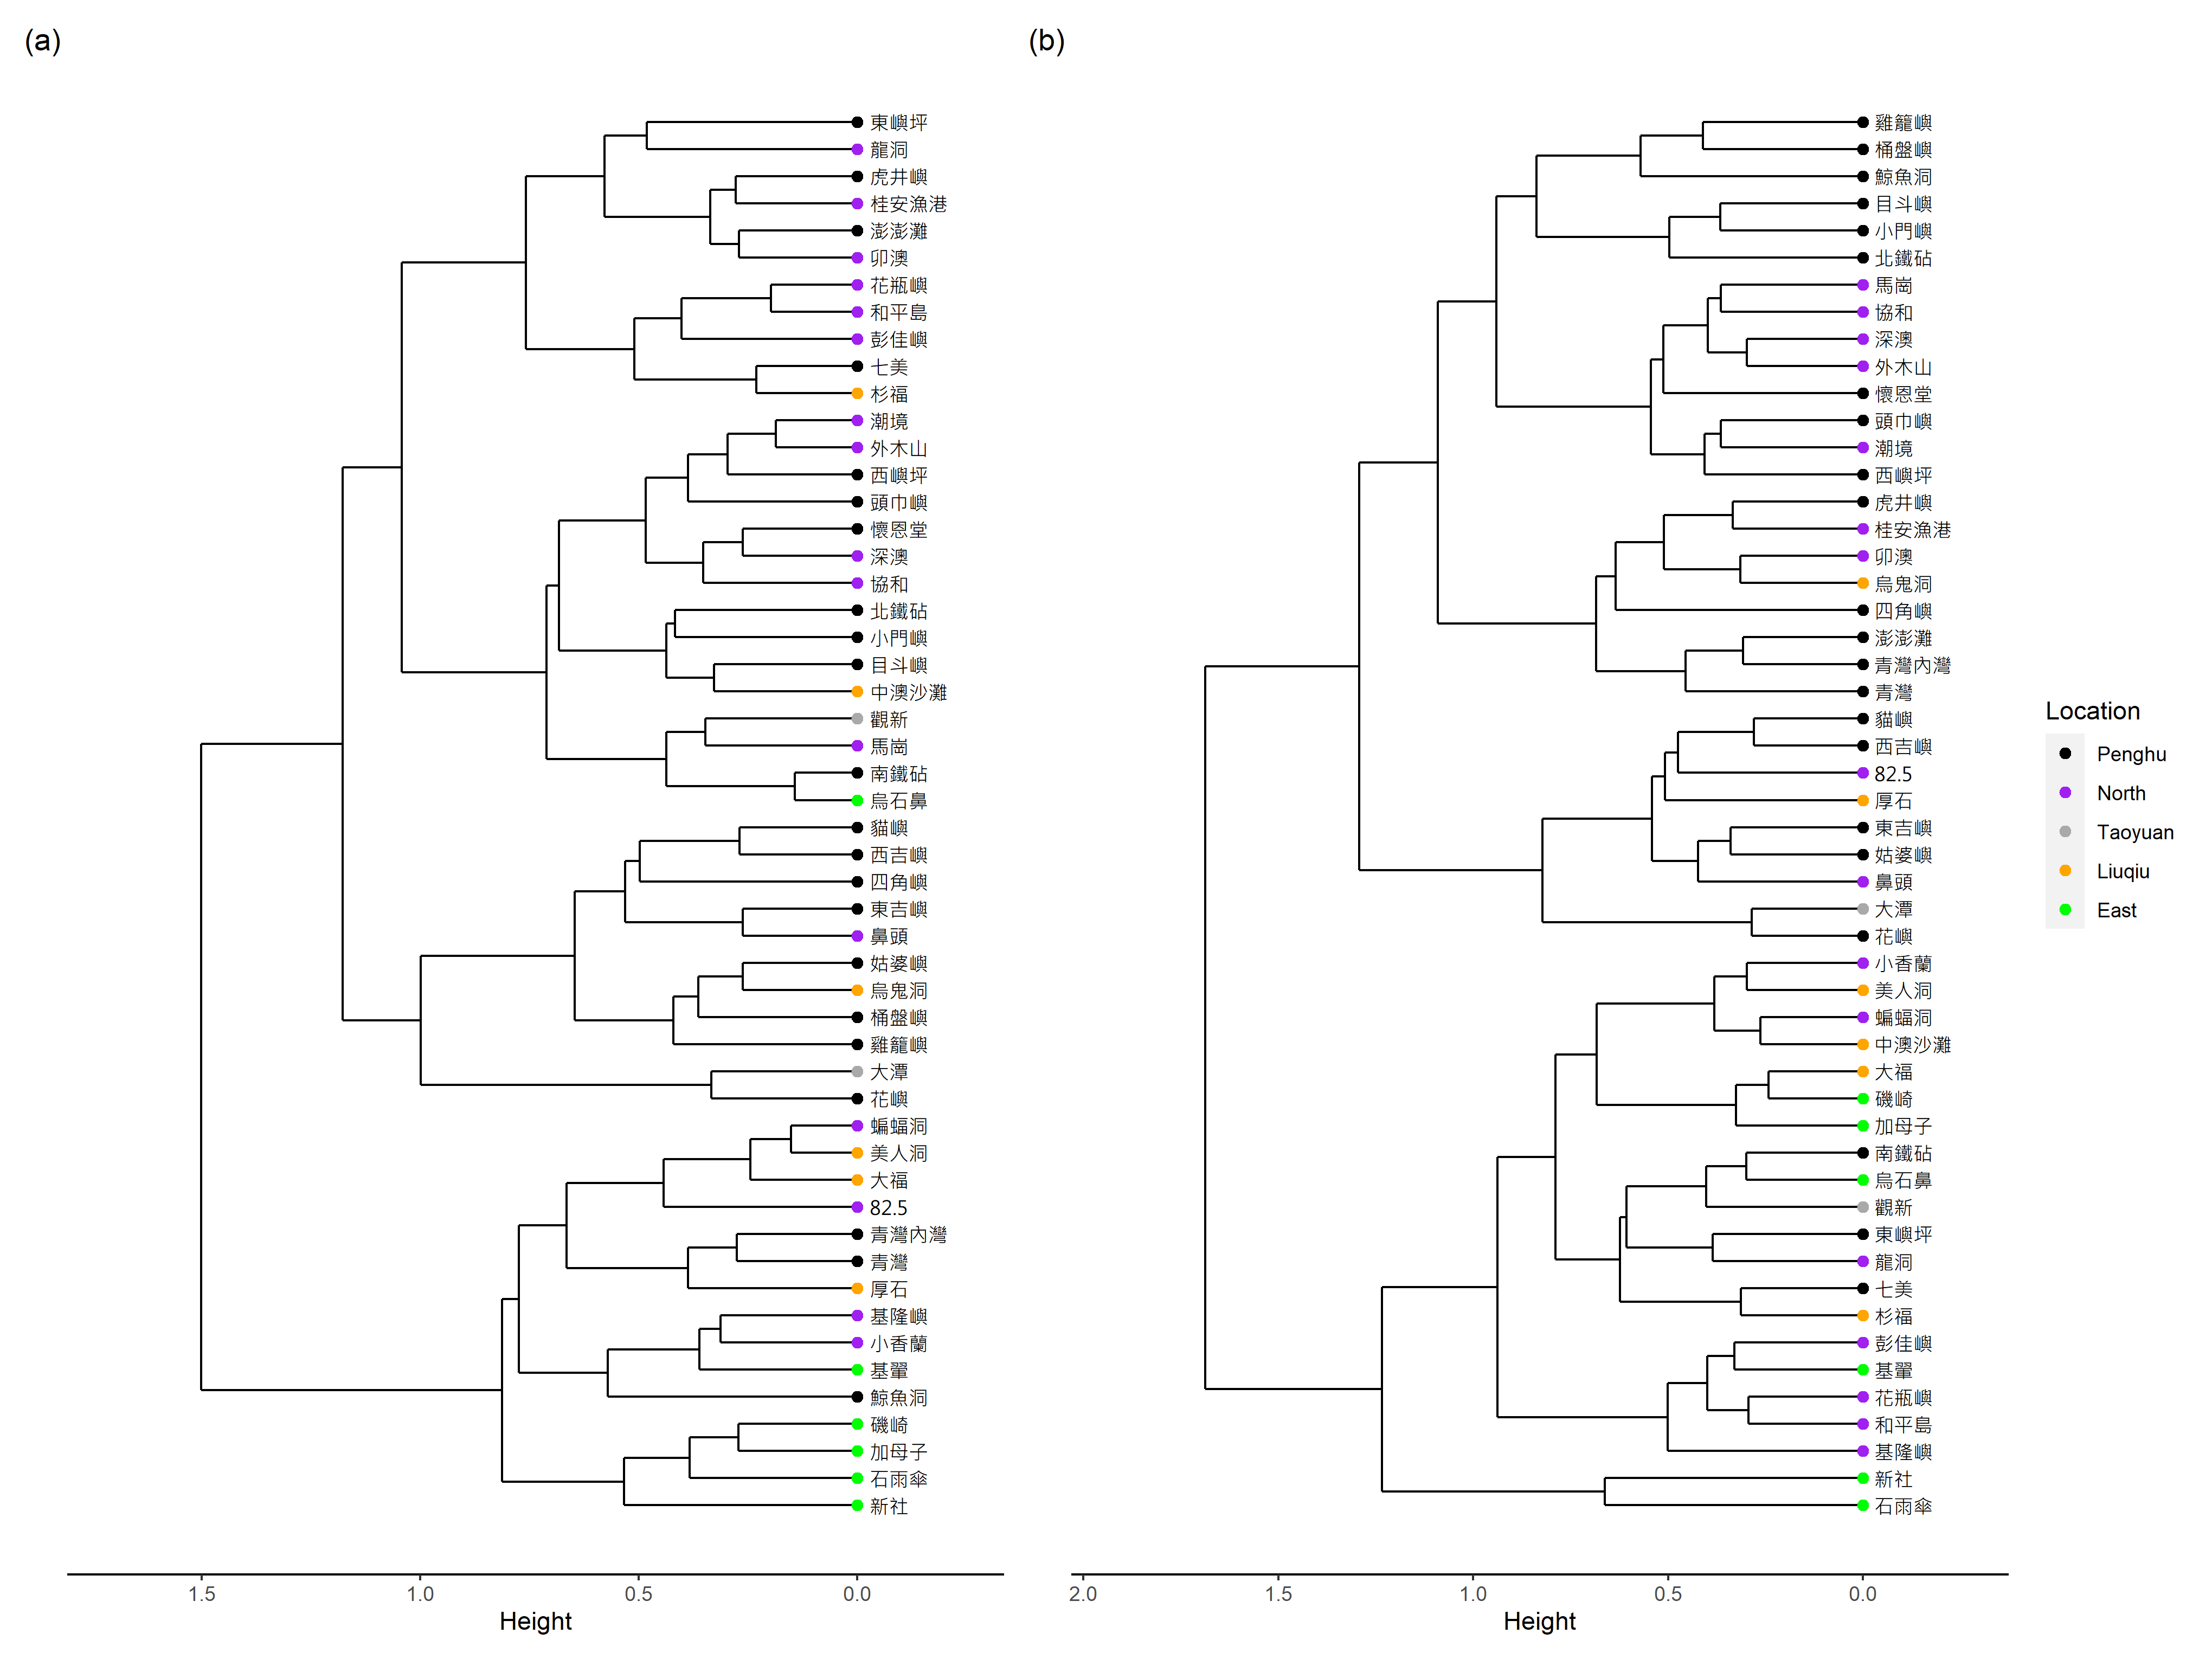 (a)
東嶼坪
龍洞
虎井嶼
桂安漁港
澎澎灘
卯澳
花瓶嶼
和平島
彭佳嶼
七美
杉福
潮境
外木山
西嶼坪
頭巾嶼
懷恩堂
深澳
協和
北鐵砧
小門嶼
目斗嶼
中澳沙灘
觀新
馬崗
南鐵砧
烏石鼻
貓嶼
西吉嶼
四角嶼
東吉嶼
鼻頭
姑婆嶼
烏鬼洞
桶盤嶼
雞籠嶼
大潭
花嶼
蝙蝠洞
美人洞
大福
82.5
青灣內灣
青灣
厚石
基隆嶼
小香蘭
基翬
鯨魚洞
磯崎
加母子
石雨傘
新社
1.5 1.0 0.5 0.0
Height
(b)
雞籠嶼
桶盤嶼
鯨魚洞
目斗嶼
小門嶼
北鐵砧
馬崗
協和
深澳
外木山
懷恩堂
頭巾嶼
潮境
西嶼坪
虎井嶼
桂安漁港
卯澳
烏鬼洞
四角嶼
澎澎灘
青灣內灣
青灣
貓嶼
西吉嶼
82.5
厚石
東吉嶼
姑婆嶼
鼻頭
大潭
花嶼
小香蘭
美人洞
蝙蝠洞
中澳沙灘
大福
磯崎
加母子
南鐵砧
烏石鼻
觀新
東嶼坪
龍洞
七美
杉福
彭佳嶼
基翬
花瓶嶼
和平島
基隆嶼
新社
石雨傘
2.0 1.5 1.0 0.5 0.0
Height
Location
Penghu
North
Taoyuan
Liuqiu
East